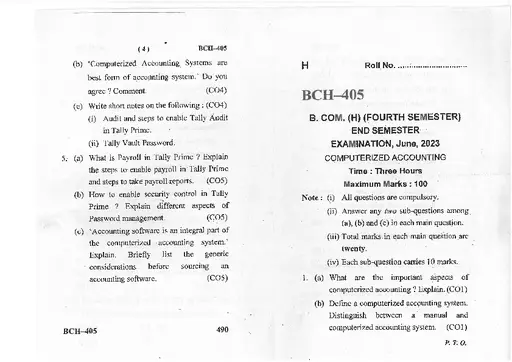 ( 4 ) BCH–405
(b) 'Computerized Accounting Systems are
best form of accounting system.' Do you
agree ? Comment. (CO4)
(c) Write short notes on the following : (CO4)
(i) Audit and steps to enable Tally Audit
in Tally Prime.
(ii) Tally Vault Password.
5. (a) What is Payroll in Tally Prime ? Explain
the steps to enable payroll in Tally Prime
and steps to take payroll reports. (CO5)
(b) How to enable security control in Tally
Prime ? Explain different aspects of
Password management. (CO5)
(c) 'Accounting software is an integral part of
the computerized accounting system.'
Explain. Briefly list the generic
considerations before sourcing an
accounting software. (CO5)
BCH–405 490
H Roll No. ..............................
BCH–405
B. COM. (H) (FOURTH SEMESTER)
END SEMESTER
EXAMINATION, June, 2023
COMPUTERIZED ACCOUNTING
Time : Three Hours
Maximum Marks : 100
Note : (i) All questions are compulsory.
(ii) Answer any two sub-questions among
(a), (b) and (c) in each main question.
(iii) Total marks in each main question are
twenty.
(iv) Each sub-question carries 10 marks.
1. (a) What are the important aspects of
computerized accounting ? Explain. (CO1)
(b) Define a computerized accounting system.
Distinguish between a manual and
computerized accounting system. (CO1)
P. T. O.